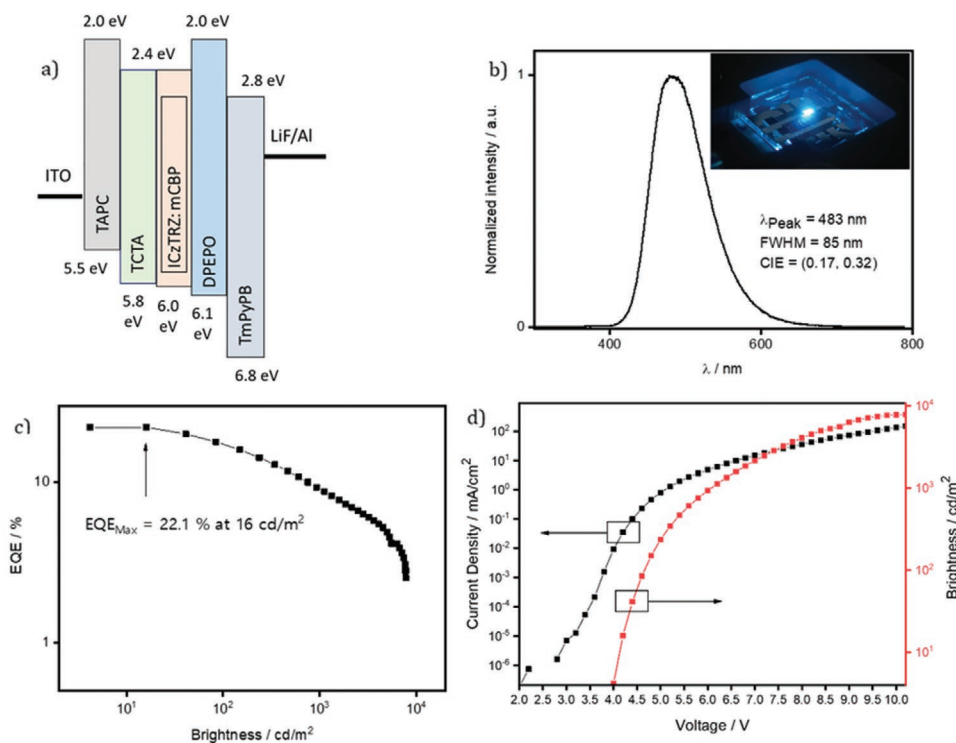 a)
2.0 eV
2.4 eV
2.0 eV
2.8 eV
LiF/Al
ITO
TAPC
TCTA
ICzTRZ: mCBP
DPEPO
TmPyPB
5.5 eV
5.8
eV
6.0
eV
6.1
eV
6.8 eV
b)
Normalized intensity / a.u.
1
0
λPeak = 483 nm
FWHM = 85 nm
CIE = (0.17, 0.32)
400
600
800
λ / nm
c)
EQE / %
10
1
EQEMax = 22.1 % at 16 cd/m²
10¹
10²
10³
10⁴
Brightness / cd/m²
d)
Current Density / mA/cm²
10²
10¹
10⁰
10⁻¹
10⁻²
10⁻³
10⁻⁴
10⁻⁵
10⁻⁶
10⁴
10³
10²
10¹
Brightness / cd/m²
2.0 2.5 3.0 3.5 4.0 4.5 5.0 5.5 6.0 6.5 7.0 7.5 8.0 8.5 9.0 9.5 10.0
Voltage / V